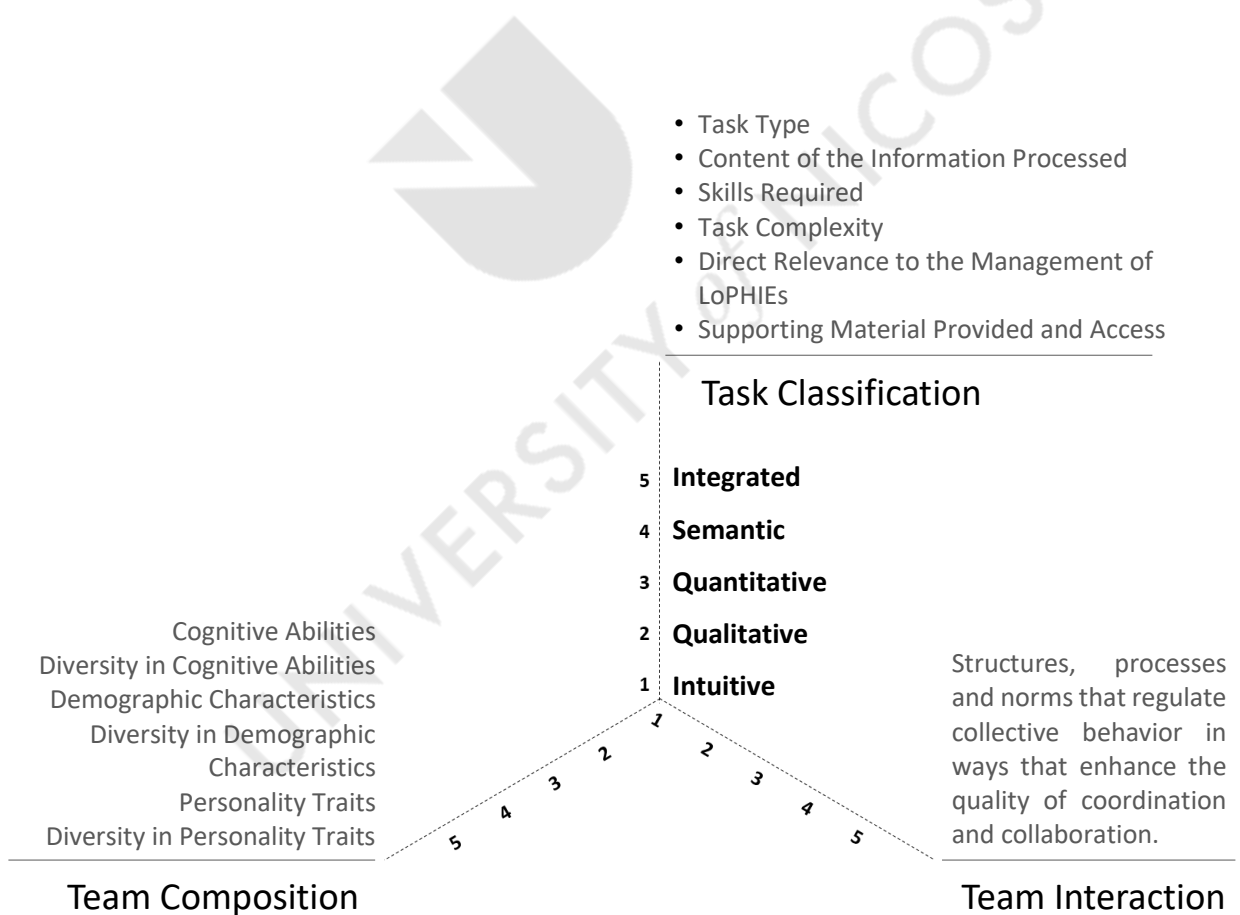 UNIVERSITY of NICOS
• Task Type
• Content of the Information Processed
• Skills Required
• Task Complexity
• Direct Relevance to the Management of
LoPHIEs
• Supporting Material Provided and Access
Task Classification
5 Integrated
4 Semantic
3 Quantitative
2 Qualitative
1 Intuitive
Cognitive Abilities
Diversity in Cognitive Abilities
Demographic Characteristics
Diversity in Demographic
Characteristics
Personality Traits
Diversity in Personality Traits
Team Composition
5 4 3 2 1 2 3 4 5
Structures, processes
and norms that regulate
collective behavior in
ways that enhance the
quality of coordination
and collaboration.
Team Interaction